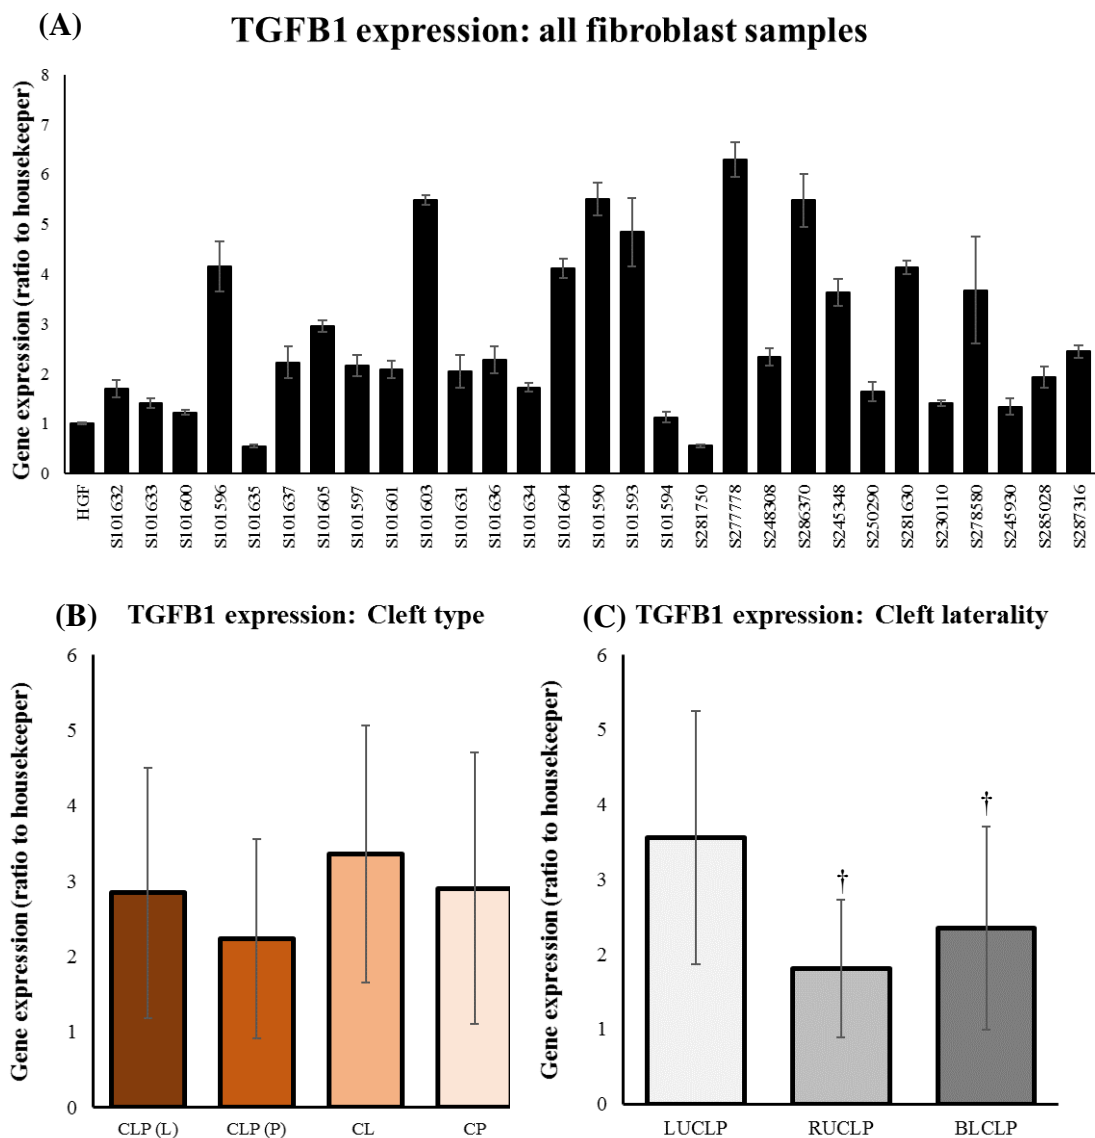 (A)
TGFB1 expression: all fibroblast samples
Gene expression (ratio to housekeeper)
8
7
6
5
4
3
2
1
0
HGF
S101632
S101633
S101600
S101596
S101635
S101637
S101605
S101597
S101601
S101603
S101631
S101636
S101634
S101604
S101590
S101593
S101594
S281750
S277778
S248308
S286370
S245348
S250290
S281630
S230110
S278580
S245930
S285028
S287316
(B) TGFB1 expression: Cleft type
Gene expression (ratio to housekeeper)
6
5
4
3
2
1
0
CLP (L)
CLP (P)
CL
CP
(C) TGFB1 expression: Cleft laterality
Gene expression (ratio to housekeeper)
6
5
4
3
2
1
0
†
†
LUCLP
RUCLP
BLCLP